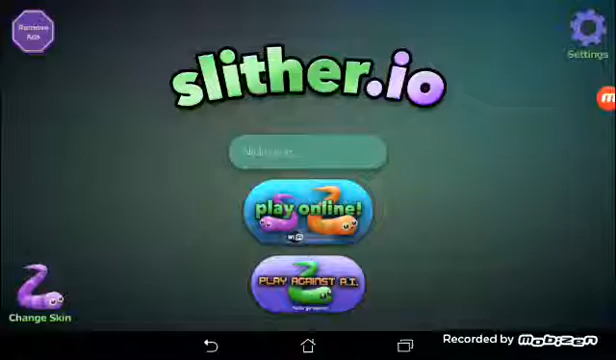 Remove
Ads
Settings
slither.io
Nickname...
play online!
PLAY AGAINST A.I.
Change Skin
Recorded by Mobizen